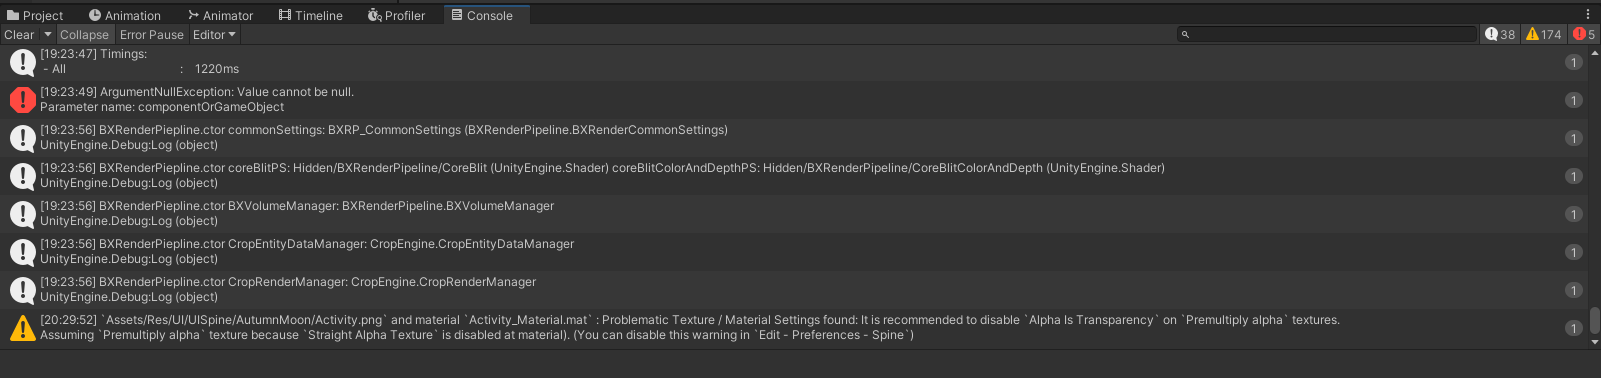 Project Animation Animator Timeline Profiler Console
Clear Collapse Error Pause Editor 38 174 5
[19:23:47] Timings:
- All : 1220ms 1
[19:23:49] ArgumentNullException: Value cannot be null.
Parameter name: componentOrGameObject 1
[19:23:56] BXRenderPiepline.ctor commonSettings: BXRP_CommonSettings (BXRenderPipeline.BXRenderCommonSettings)
UnityEngine.Debug:Log (object) 1
[19:23:56] BXRenderPiepline.ctor coreBlitPS: Hidden/BXRenderPipeline/CoreBlit (UnityEngine.Shader) coreBlitColorAndDepthPS: Hidden/BXRenderPipeline/CoreBlitColorAndDepth (UnityEngine.Shader)
UnityEngine.Debug:Log (object) 1
[19:23:56] BXRenderPiepline.ctor BXVolumeManager: BXRenderPipeline.BXVolumeManager
UnityEngine.Debug:Log (object) 1
[19:23:56] BXRenderPiepline.ctor CropEntityDataManager: CropEngine.CropEntityDataManager
UnityEngine.Debug:Log (object) 1
[19:23:56] BXRenderPiepline.ctor CropRenderManager: CropEngine.CropRenderManager
UnityEngine.Debug:Log (object) 1
[20:29:52] `Assets/Res/UI/UISpine/AutumnMoon/Activity.png` and material `Activity_Material.mat` : Problematic Texture / Material Settings found: It is recommended to disable `Alpha Is Transparency` on `Premultiply alpha` textures.
Assuming `Premultiply alpha` texture because `Straight Alpha Texture` is disabled at material). (You can disable this warning in `Edit - Preferences - Spine`) 1